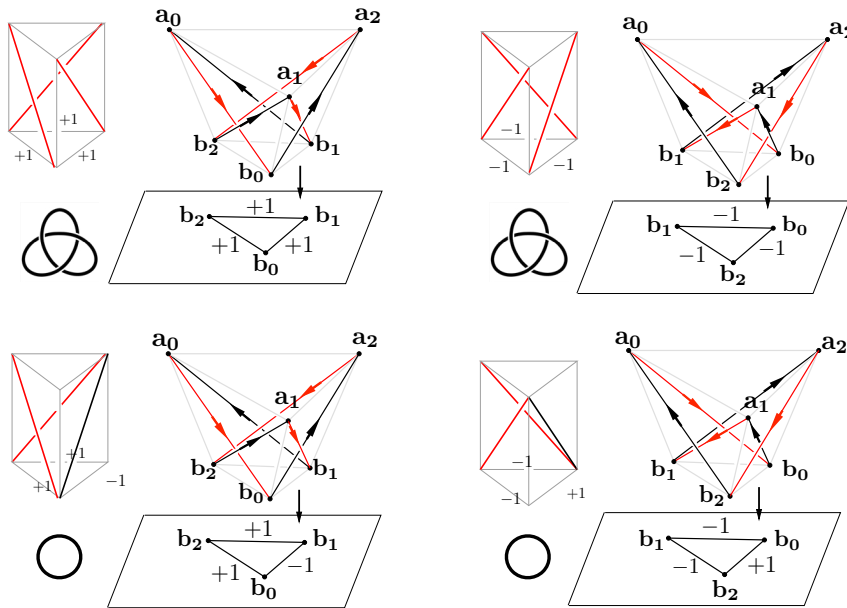 a₀ a₂
a₁
+1
+1 +1
b₂ b₁
b₀
+1
b₂ b₁
+1 +1
b₀
a₀ a₂
a₁
−1
−1 −1
b₁ b₀
b₂
−1
b₁ b₀
−1 −1
b₂
a₀ a₂
a₁
+1
+1 −1
b₂ b₁
b₀
+1
b₂ b₁
+1 −1
b₀
a₀ a₂
a₁
−1
−1 +1
b₁ b₀
b₂
−1
b₁ b₀
−1 +1
b₂